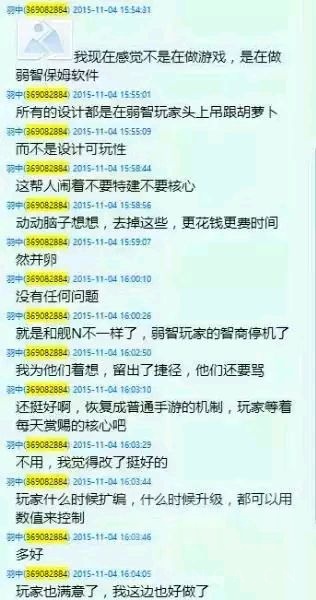 羽中(369082884) 2015-11-04 15:54:31
我现在感觉不是在做游戏，是在做
弱智保姆软件
羽中(369082884) 2015-11-04 15:55:01
所有的设计都是在弱智玩家头上吊跟胡萝卜
羽中(369082884) 2015-11-04 15:55:09
而不是设计可玩性
羽中(369082884) 2015-11-04 15:58:44
这帮人闹着不要特建不要核心
羽中(369082884) 2015-11-04 15:58:56
动动脑子想想，去掉这些，更花钱更费时间
羽中(369082884) 2015-11-04 15:59:07
然并卵
羽中(369082884) 2015-11-04 16:00:10
没有任何问题
羽中(369082884) 2015-11-04 16:00:26
就是和舰N不一样了，弱智玩家的智商停机了
羽中(369082884) 2015-11-04 16:02:50
我为他们着想，留出了捷径，他们还要骂
羽中(369082884) 2015-11-04 16:03:10
还挺好啊，恢复成普通手游的机制，玩家等着
每天赏赐的核心吧
羽中(369082884) 2015-11-04 16:03:29
不用，我觉得改了挺好的
羽中(369082884) 2015-11-04 16:03:44
玩家什么时候扩编，什么时候升级，都可以用
数值来控制
羽中(369082884) 2015-11-04 16:03:46
多好
羽中(369082884) 2015-11-04 16:04:05
玩家也满意了，我这边也好做了